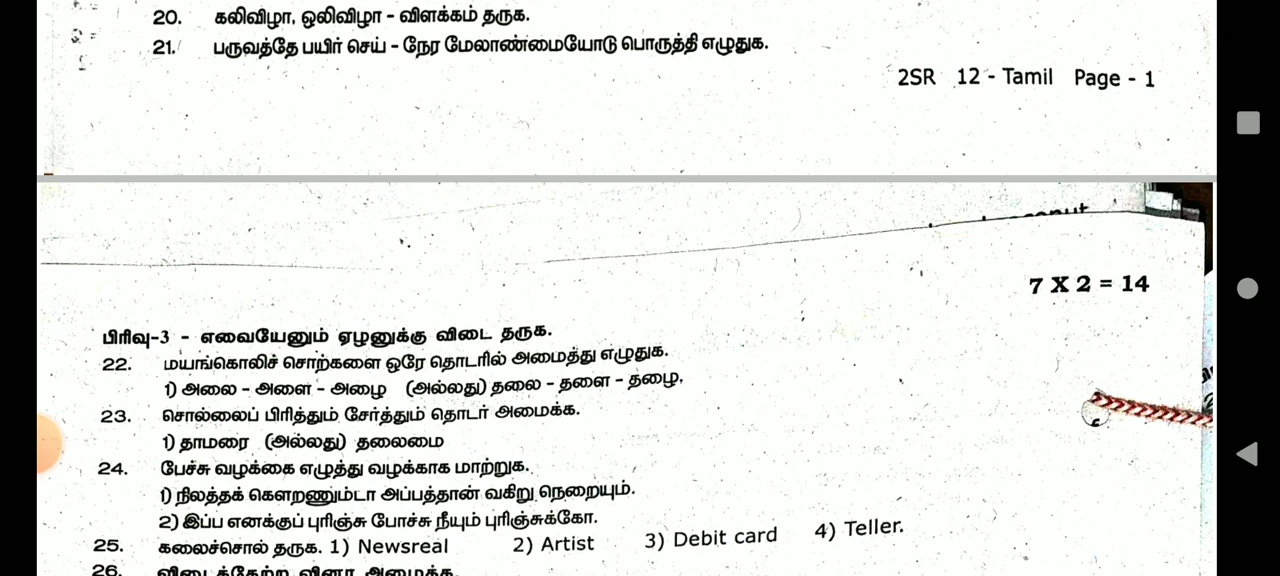 20. கலிவிழா, ஒலிவிழா - விளக்கம் தருக.
21. பருவத்தே பயிர் செய் - நேர மேலாண்மையோடு பொருத்தி எழுதுக.
2SR 12 - Tamil Page - 1
7 X 2 = 14
பிரிவு-3 - எவையேனும் ஏழனுக்கு விடை தருக.
22. மயங்கொலிச் சொற்களை ஒரே தொடரில் அமைத்து எழுதுக.
1) அலை - அளை - அழை (அல்லது) தலை - தளை - தழை.
23. சொல்லைப் பிரித்தும் சேர்த்தும் தொடர் அமைக்க.
1) தாமரை (அல்லது) தலைமை
24. பேச்சு வழக்கை எழுத்து வழக்காக மாற்றுக.
1) நிலத்தக் கௌறணும்டா அப்பத்தான் வகிறு நெறையும்.
2) இப்ப எனக்குப் புரிஞ்சு போச்சு நீயும் புரிஞ்சுக்கோ.
25. கலைச்சொல் தருக. 1) Newsreal 2) Artist 3) Debit card 4) Teller.
26. விடைக்கேற்ற வினா அமைக்க.